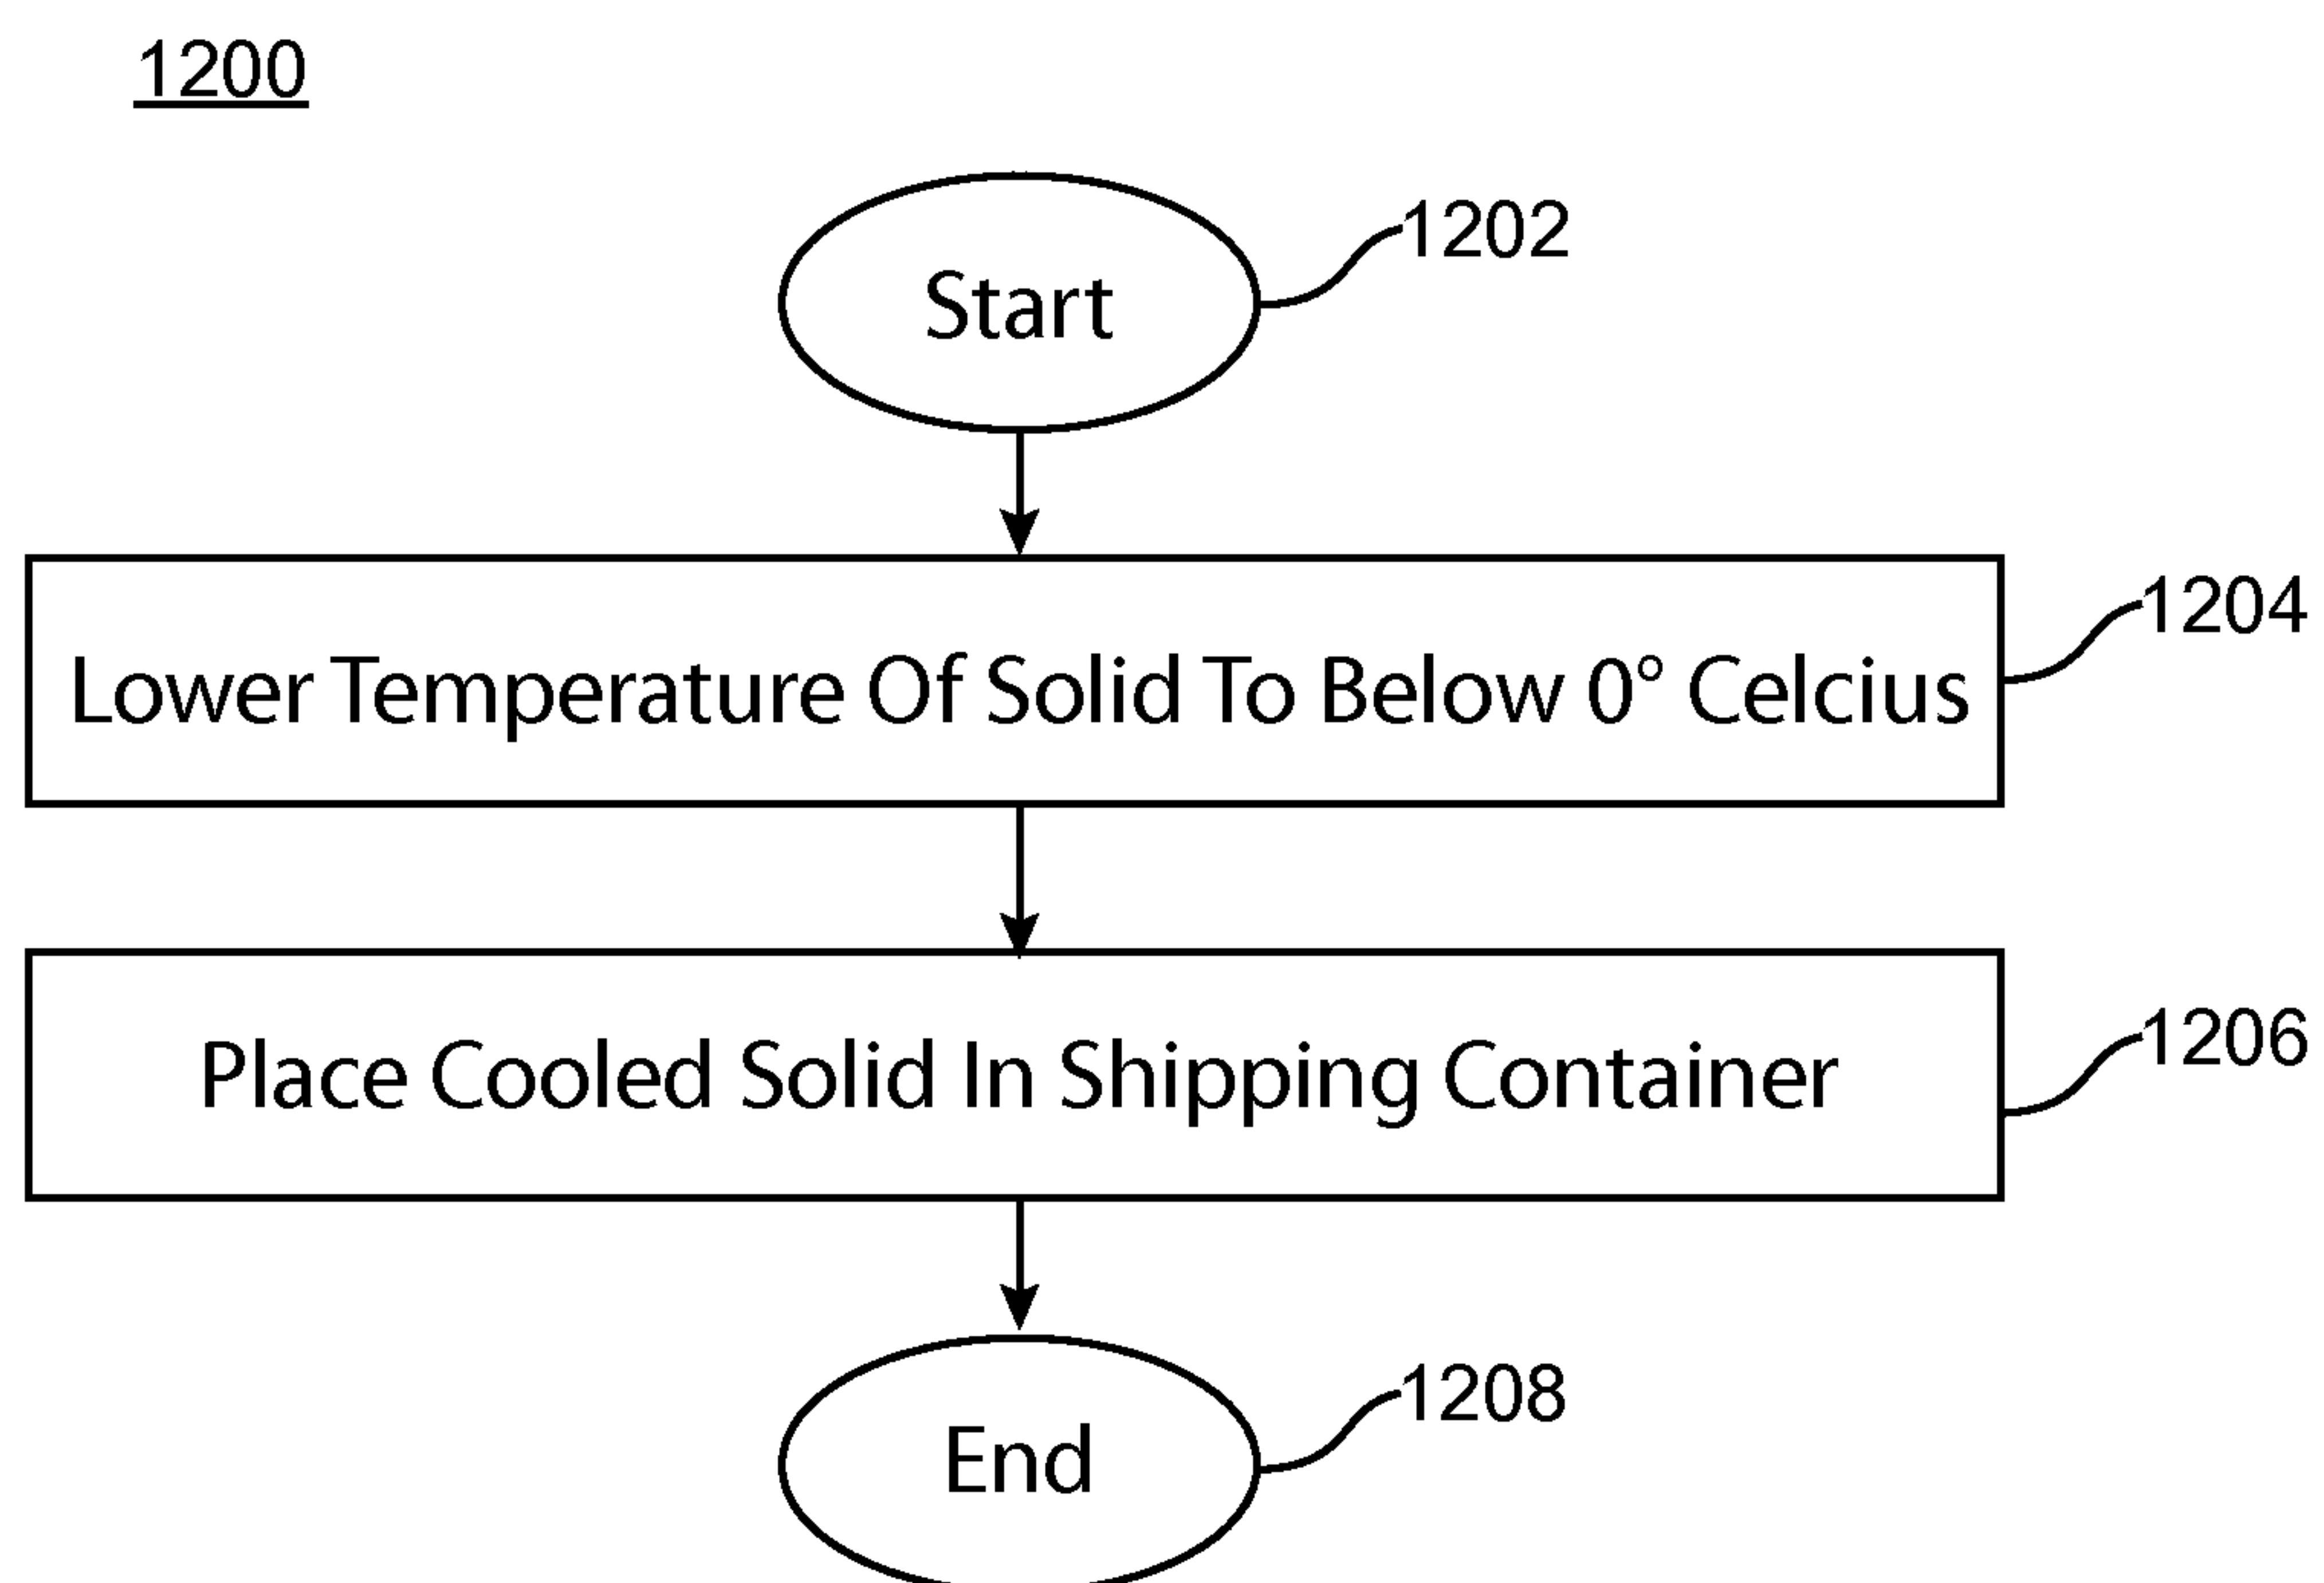 1200
Start
1202
Lower Temperature Of Solid To Below 0° Celcius
1204
Place Cooled Solid In Shipping Container
1206
End
1208